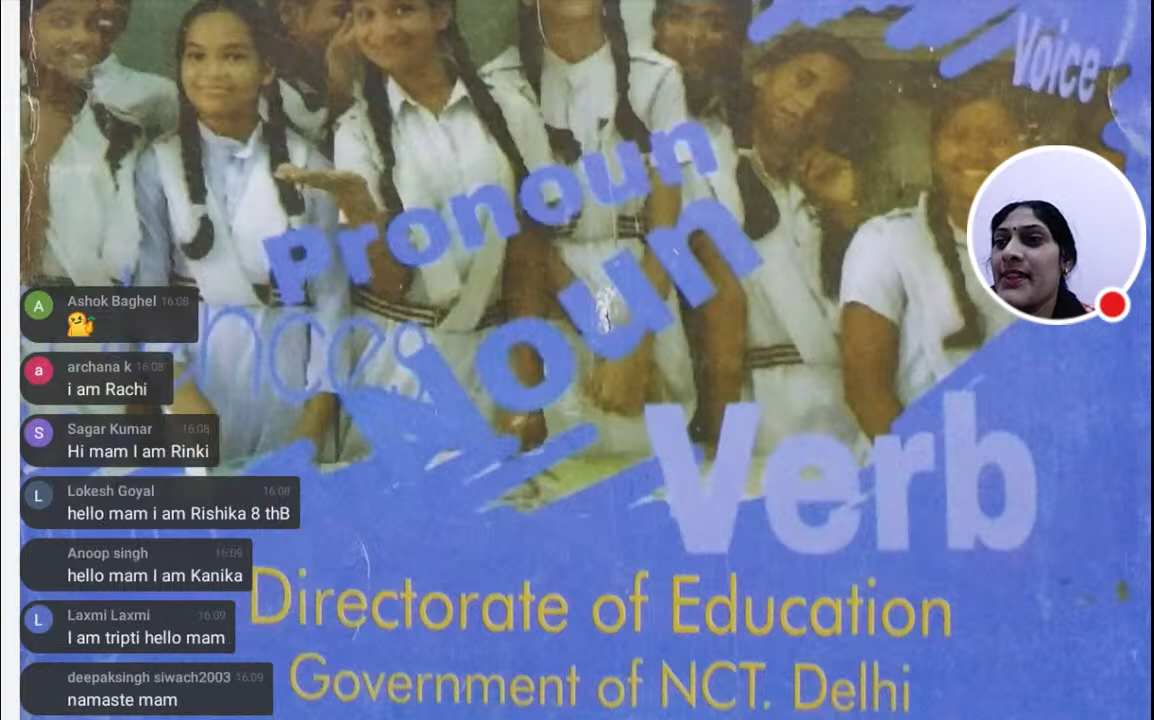 Voice
Pronoun
Noun
Verb
Directorate of Education
Government of NCT. Delhi
A
Ashok Baghel 16:08
a
archana k 16:08
i am Rachi
S
Sagar Kumar 16:08
Hi mam I am Rinki
L
Lokesh Goyal 16:08
hello mam i am Rishika 8 thB
Anoop singh 16:09
hello mam I am Kanika
L
Laxmi Laxmi 16:09
I am tripti hello mam
deepaksingh siwach2003 16:09
namaste mam